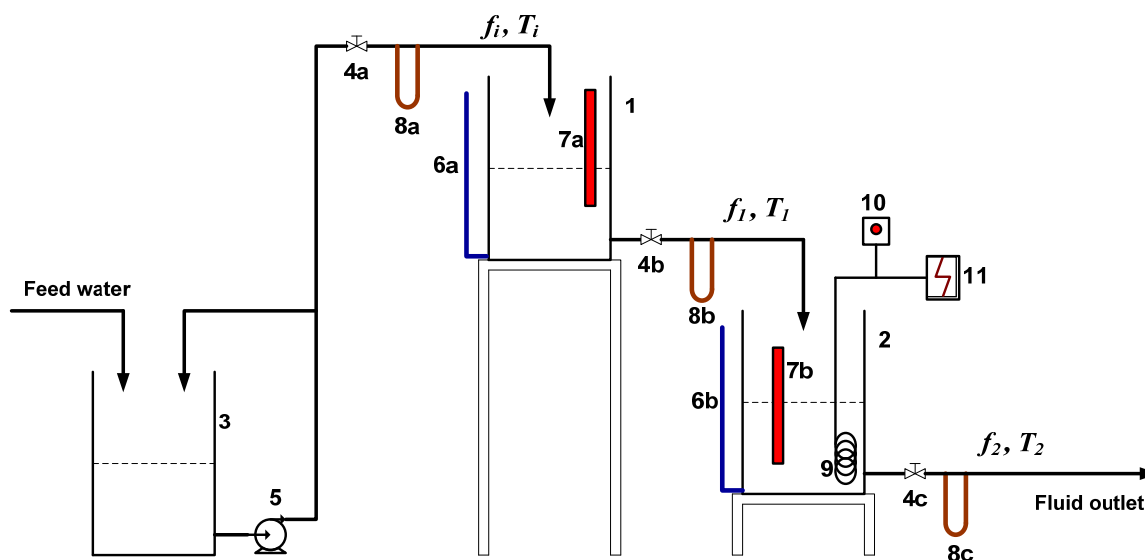 fi, Ti
4a
8a
1
7a
6a
10
f1, T1
4b
11
Feed water
8b
2
7b
6b
3
f2, T2
9
5
4c
Fluid outlet
8c